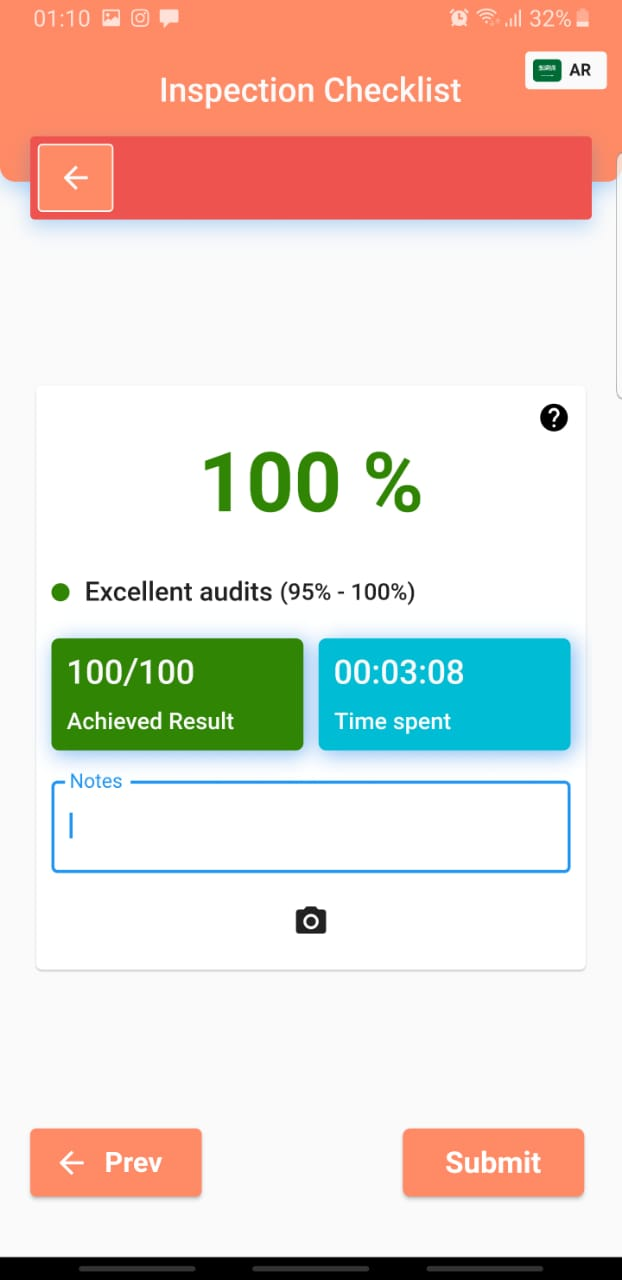 01:10 32%
AR
Inspection Checklist
100 %
Excellent audits (95% - 100%)
100/100
Achieved Result
00:03:08
Time spent
Notes
Prev
Submit